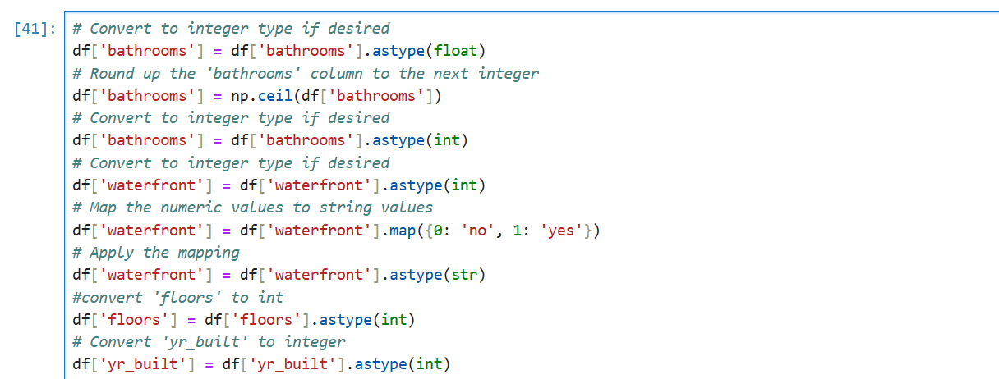 [41]: # Convert to integer type if desired
df['bathrooms'] = df['bathrooms'].astype(float)
# Round up the 'bathrooms' column to the next integer
df['bathrooms'] = np.ceil(df['bathrooms'])
# Convert to integer type if desired
df['bathrooms'] = df['bathrooms'].astype(int)
# Convert to integer type if desired
df['waterfront'] = df['waterfront'].astype(int)
# Map the numeric values to string values
df['waterfront'] = df['waterfront'].map({0: 'no', 1: 'yes'})
# Apply the mapping
df['waterfront'] = df['waterfront'].astype(str)
#convert 'floors' to int
df['floors'] = df['floors'].astype(int)
# Convert 'yr_built' to integer
df['yr_built'] = df['yr_built'].astype(int)